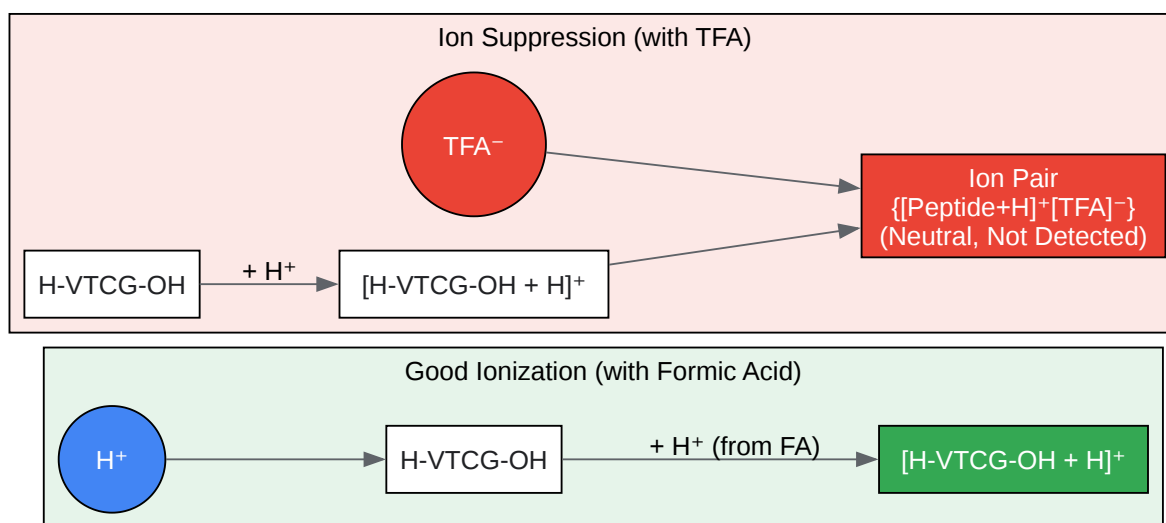 Ion Suppression (with TFA)
TFA⁻
Ion Pair
{[Peptide+H]⁺[TFA]⁻}
(Neutral, Not Detected)
H-VTCG-OH
+ H⁺
[H-VTCG-OH + H]⁺
Good Ionization (with Formic Acid)
H⁺
H-VTCG-OH
+ H⁺ (from FA)
[H-VTCG-OH + H]⁺